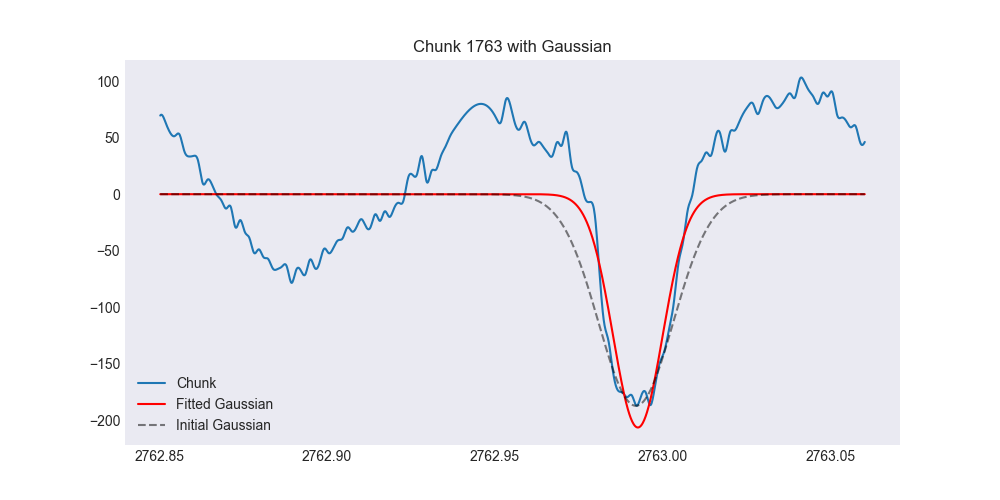 Chunk 1763 with Gaussian
100
50
0
−50
−100
−150
−200
Chunk
Fitted Gaussian
Initial Gaussian
2762.85 2762.90 2762.95 2763.00 2763.05